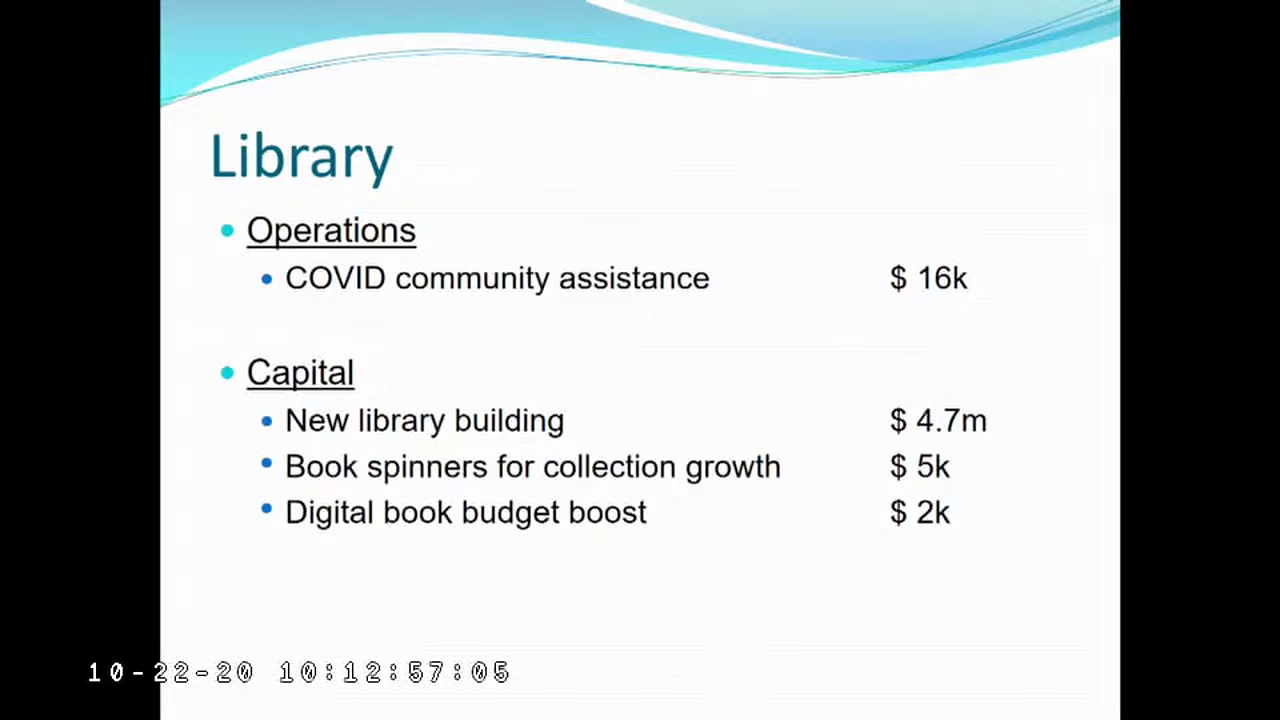 Library
Operations
COVID community assistance $ 16k
Capital
New library building $ 4.7m
Book spinners for collection growth $ 5k
Digital book budget boost $ 2k
10-22-20 10:12:57:05